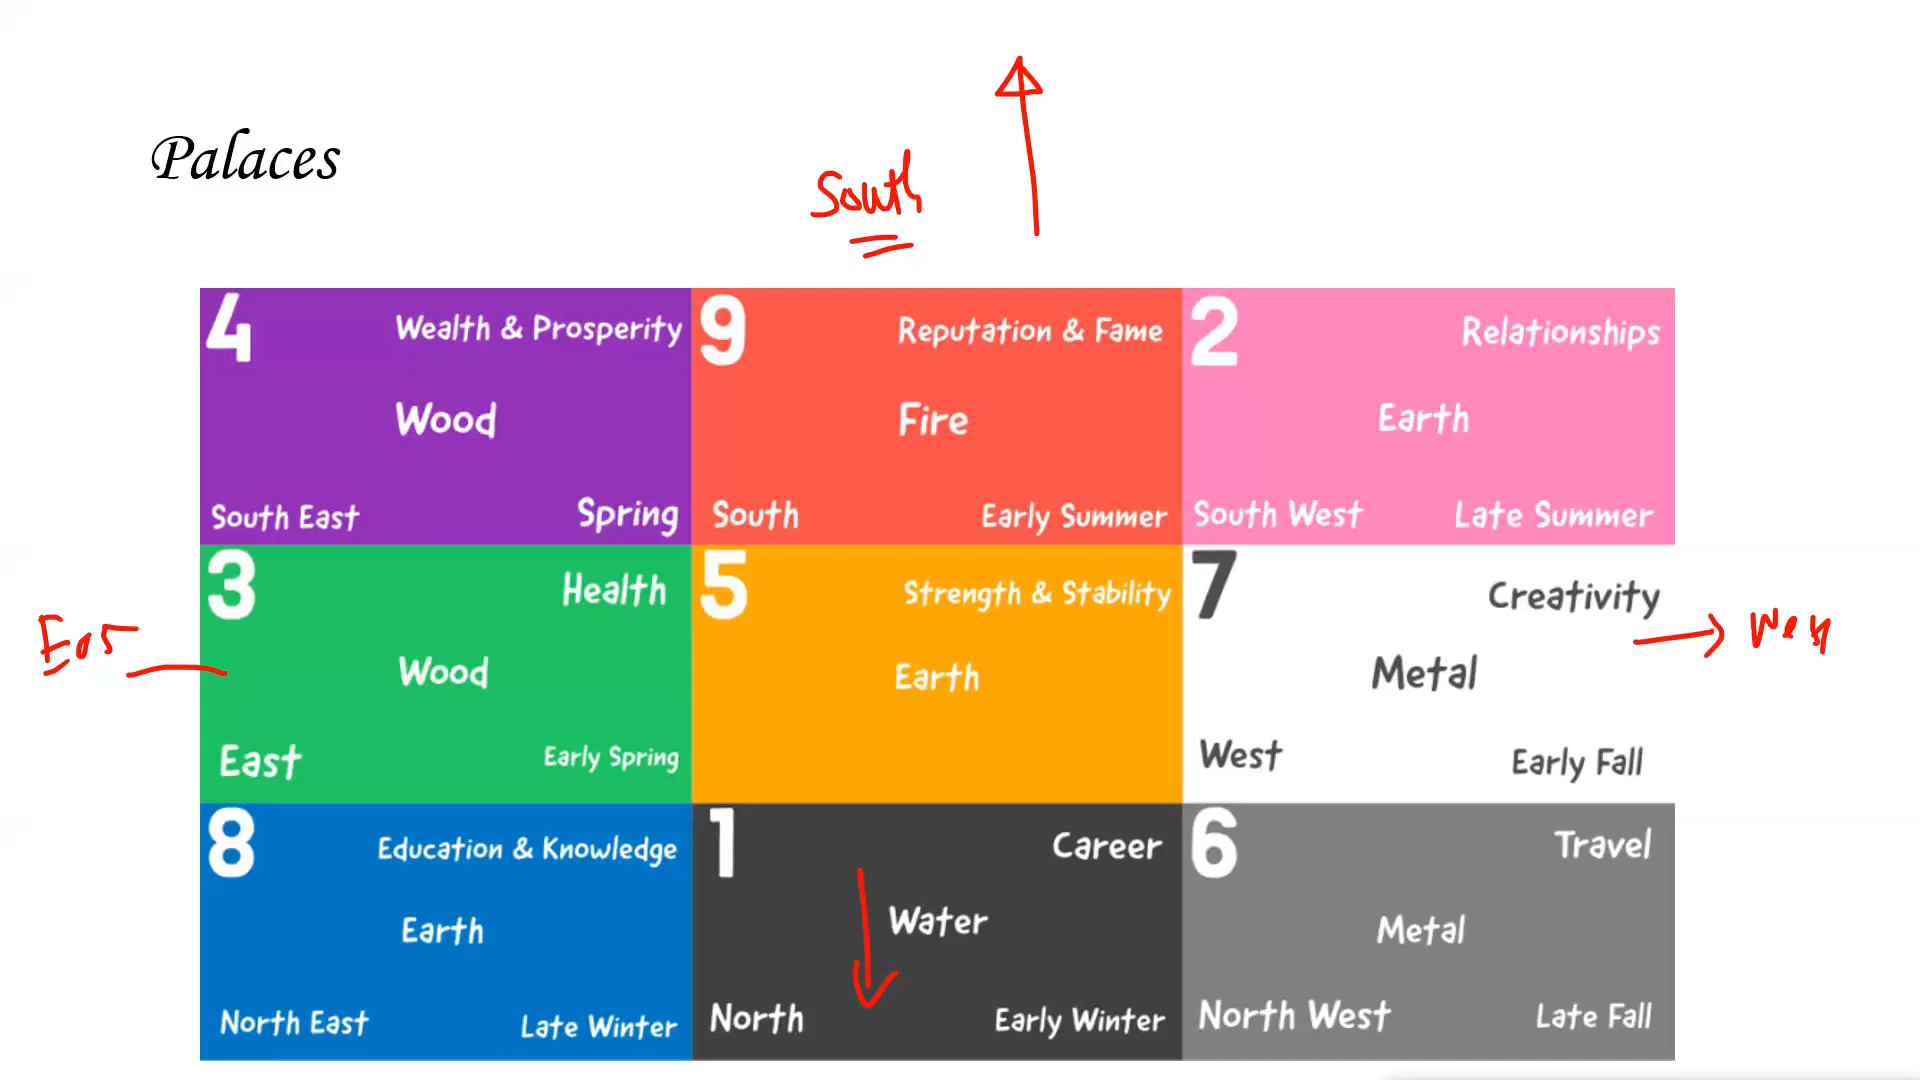 Palaces
South
4
Wealth & Prosperity
Wood
South East
Spring
9
Reputation & Fame
Fire
South
Early Summer
2
Relationships
Earth
South West
Late Summer
3
Health
Wood
East
Early Spring
5
Strength & Stability
Earth
7
Creativity
Metal
West
Early Fall
8
Education & Knowledge
Earth
North East
Late Winter
1
Career
Water
North
Early Winter
6
Travel
Metal
North West
Late Fall